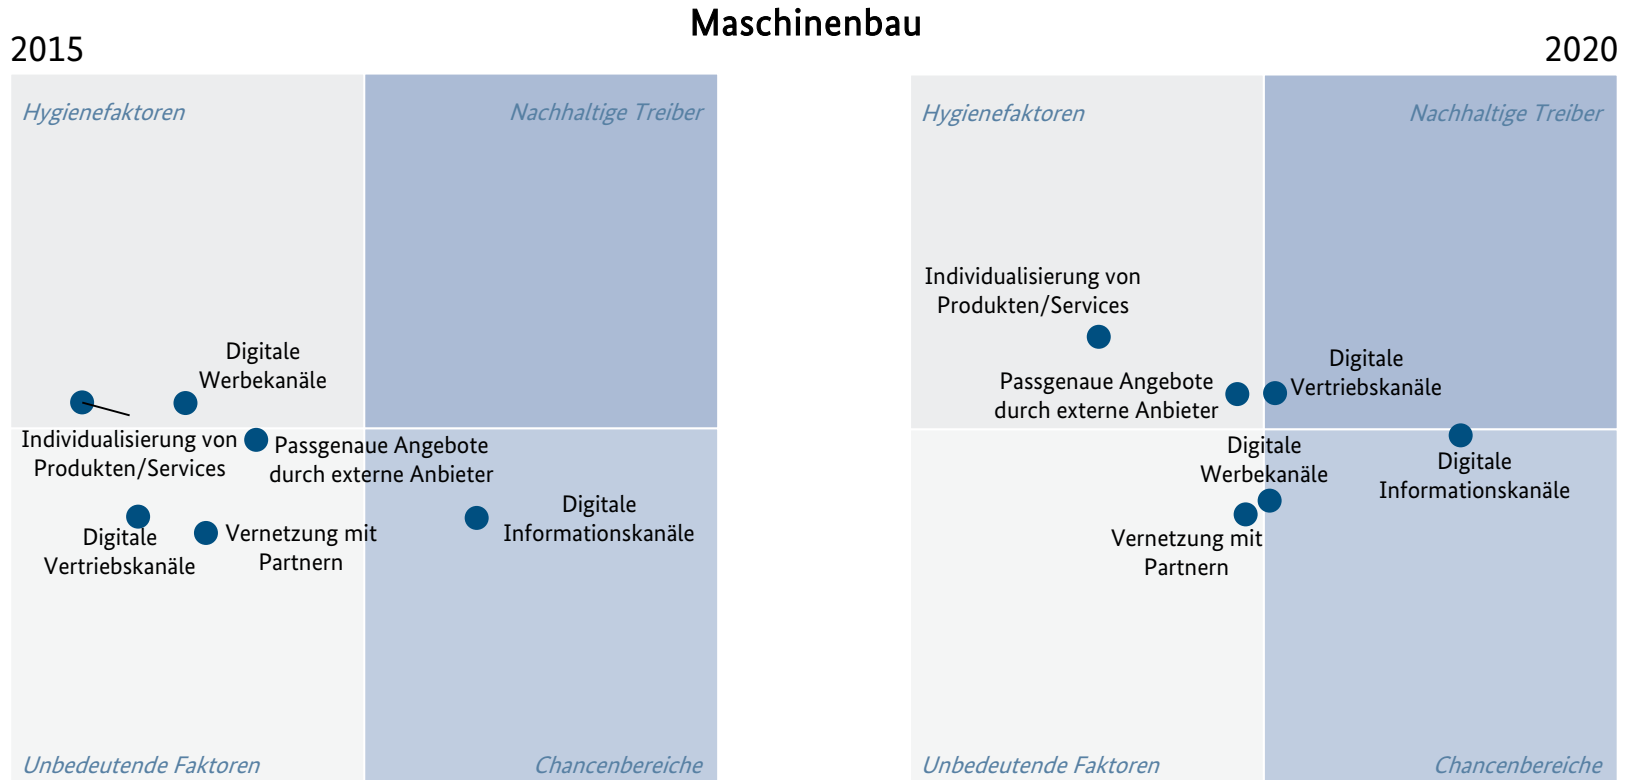 Maschinenbau
2015
Hygienefaktoren
Nachhaltige Treiber
Digitale
Werbekanäle
Individualisierung von
Produkten/Services
Passgenaue Angebote
durch externe Anbieter
Digitale
Vertriebskanäle
Vernetzung mit
Partnern
Digitale
Informationskanäle
Unbedeutende Faktoren
Chancenbereiche
2020
Hygienefaktoren
Nachhaltige Treiber
Individualisierung von
Produkten/Services
Passgenaue Angebote
durch externe Anbieter
Digitale
Vertriebskanäle
Digitale
Werbekanäle
Digitale
Informationskanäle
Vernetzung mit
Partnern
Unbedeutende Faktoren
Chancenbereiche